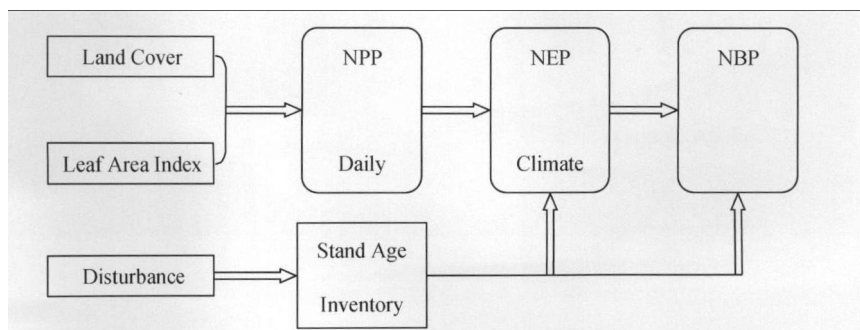 Land Cover
Leaf Area Index
NPP
Daily
NEP
Climate
NBP
Disturbance
Stand Age
Inventory